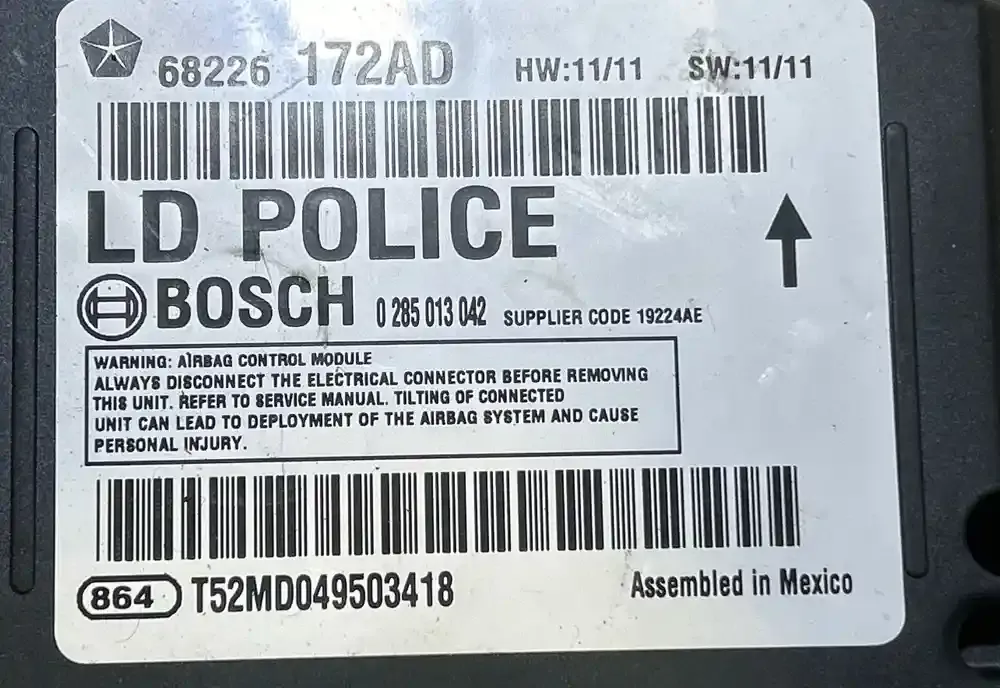 68226 172AD HW:11/11 SW:11/11
LD POLICE
BOSCH 0 285 013 042 SUPPLIER CODE 19224AE
WARNING: AIRBAG CONTROL MODULE
ALWAYS DISCONNECT THE ELECTRICAL CONNECTOR BEFORE REMOVING
THIS UNIT. REFER TO SERVICE MANUAL. TILTING OF CONNECTED
UNIT CAN LEAD TO DEPLOYMENT OF THE AIRBAG SYSTEM AND CAUSE
PERSONAL INJURY.
864 T52MD049503418 Assembled in Mexico